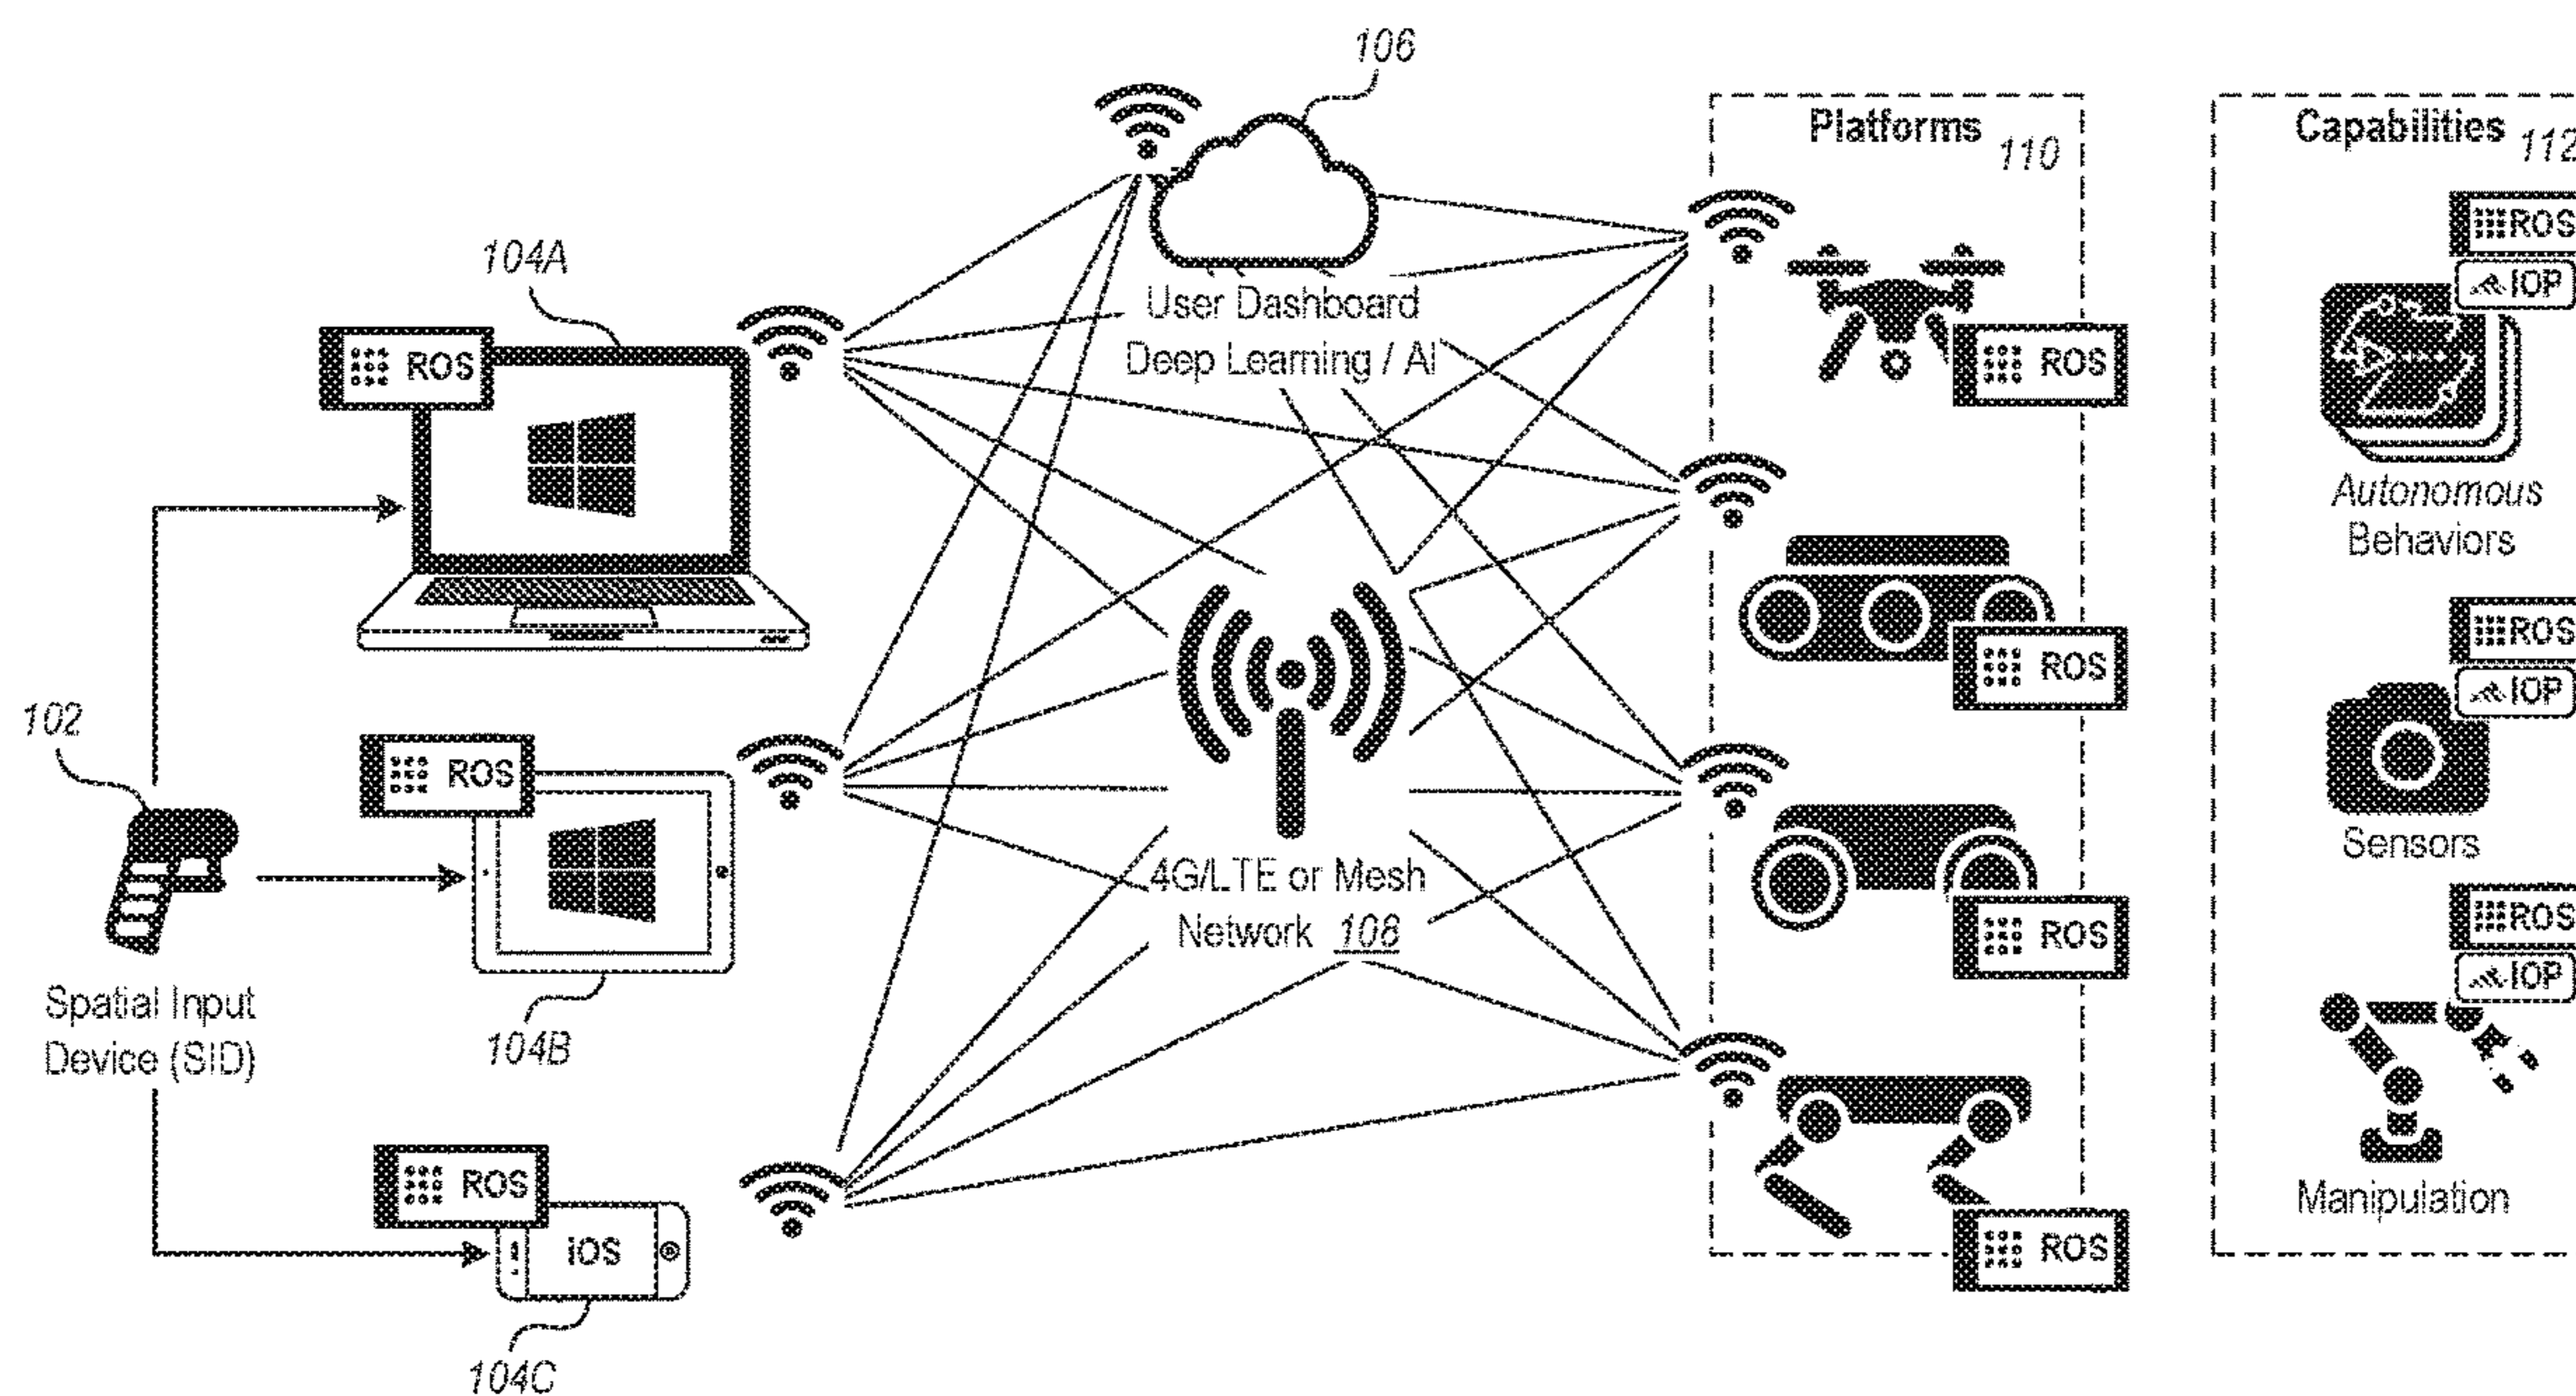 106
Platforms
110
Capabilities
112
ROS
IOP
104A
ROS
User Dashboard
Deep Learning / AI
ROS
Autonomous
Behaviors
ROS
ROS
IOP
102
ROS
Sensors
4G/LTE or Mesh
Network 108
ROS
ROS
IOP
Spatial Input
Device (SID)
104B
Manipulation
ROS
iOS
ROS
104C